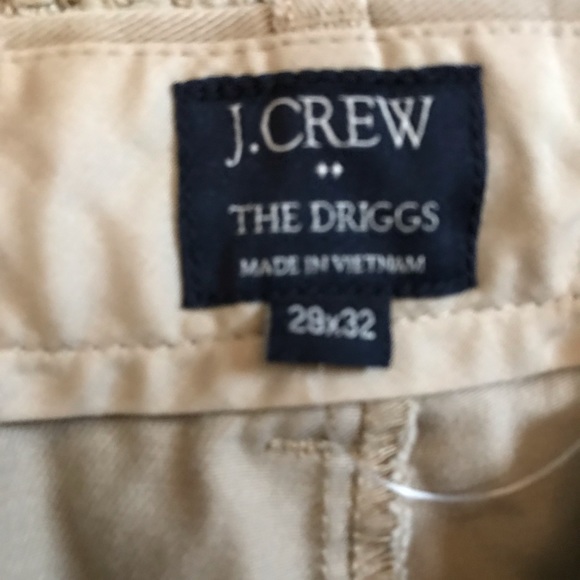 J.CREW
THE DRIGGS
MADE IN VIETNAM
29x32